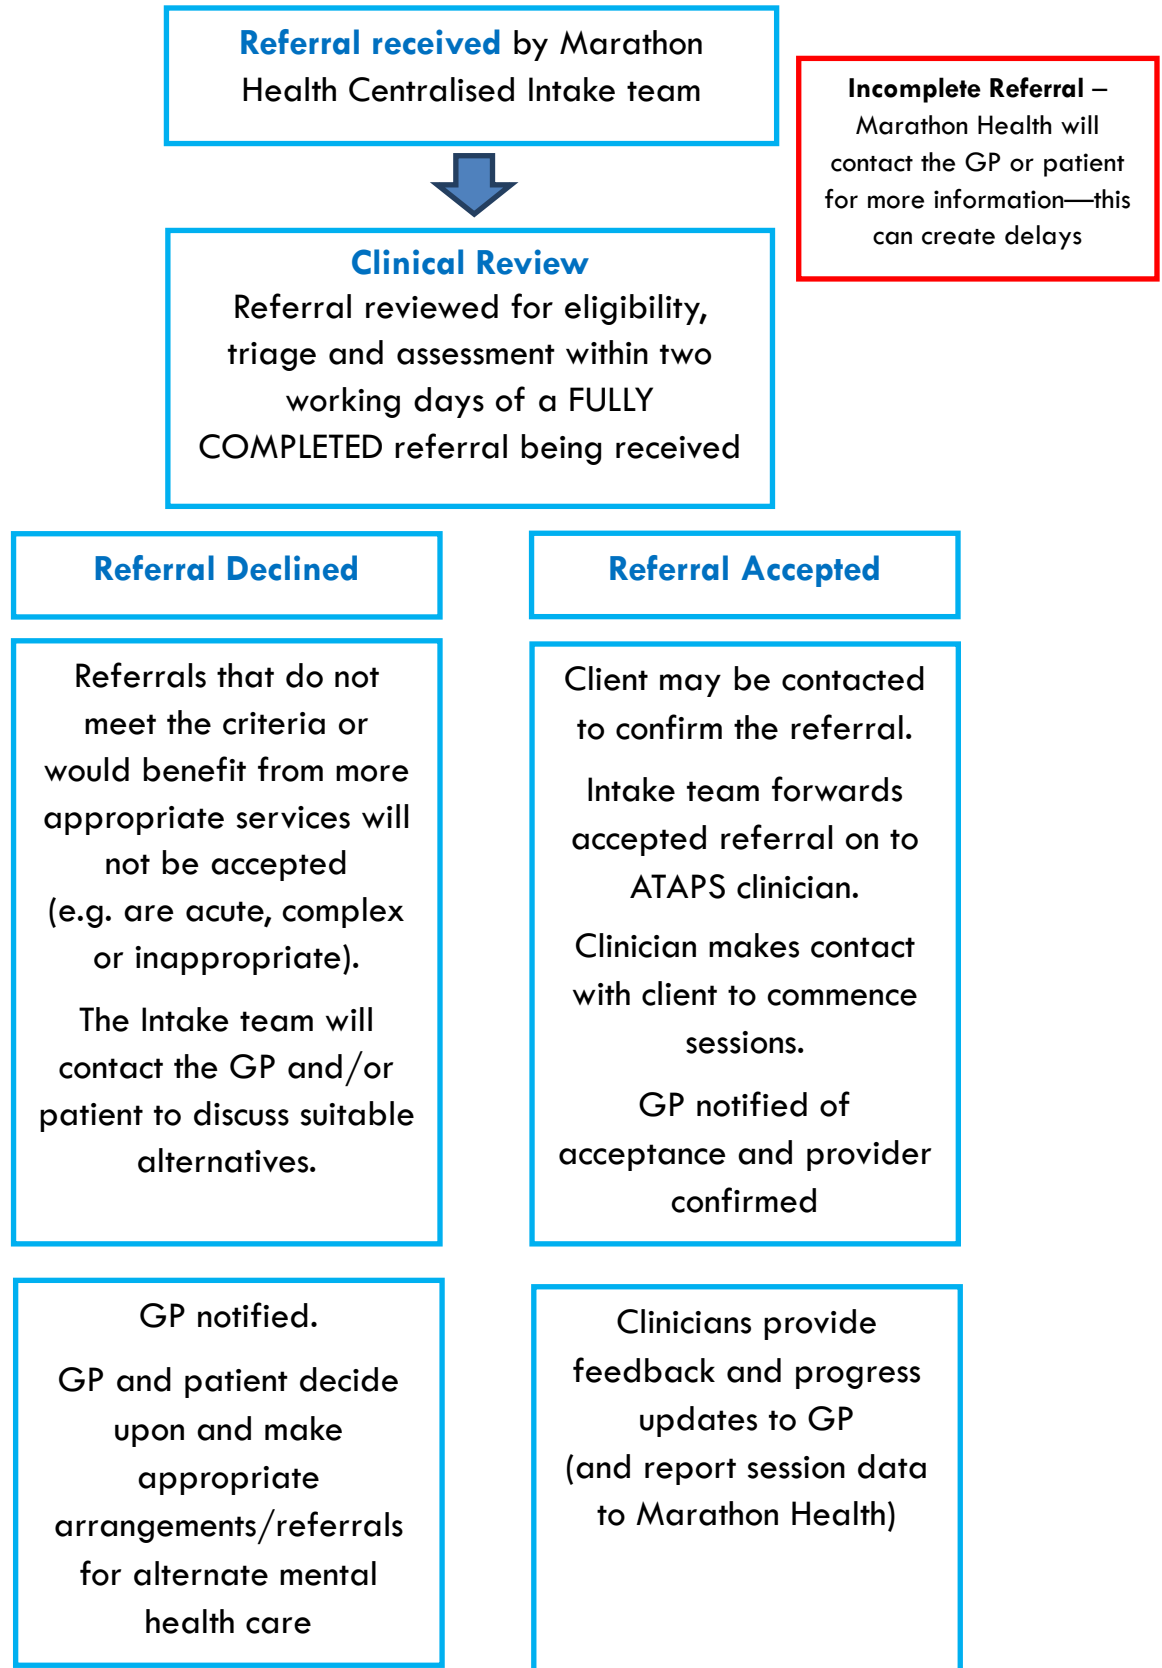 Referral received by Marathon
Health Centralised Intake team
Incomplete Referral –
Marathon Health will
contact the GP or patient
for more information—this
can create delays
Clinical Review
Referral reviewed for eligibility,
triage and assessment within two
working days of a FULLY
COMPLETED referral being received
Referral Declined
Referrals that do not
meet the criteria or
would benefit from more
appropriate services will
not be accepted
(e.g. are acute, complex
or inappropriate).
The Intake team will
contact the GP and/or
patient to discuss suitable
alternatives.
GP notified.
GP and patient decide
upon and make
appropriate
arrangements/referrals
for alternate mental
health care
Referral Accepted
Client may be contacted
to confirm the referral.
Intake team forwards
accepted referral on to
ATAPS clinician.
Clinician makes contact
with client to commence
sessions.
GP notified of
acceptance and provider
confirmed
Clinicians provide
feedback and progress
updates to GP
(and report session data
to Marathon Health)